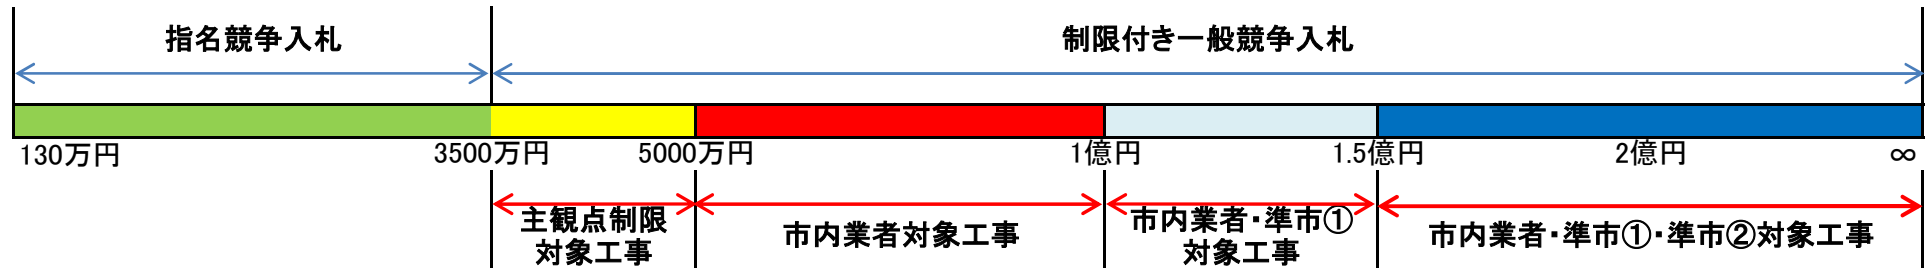 指名競争入札
制限付き一般競争入札
130万円
3500万円
5000万円
1億円
1.5億円
2億円
∞
主観点制限
対象工事
市内業者対象工事
市内業者・準市①
対象工事
市内業者・準市①・準市②対象工事